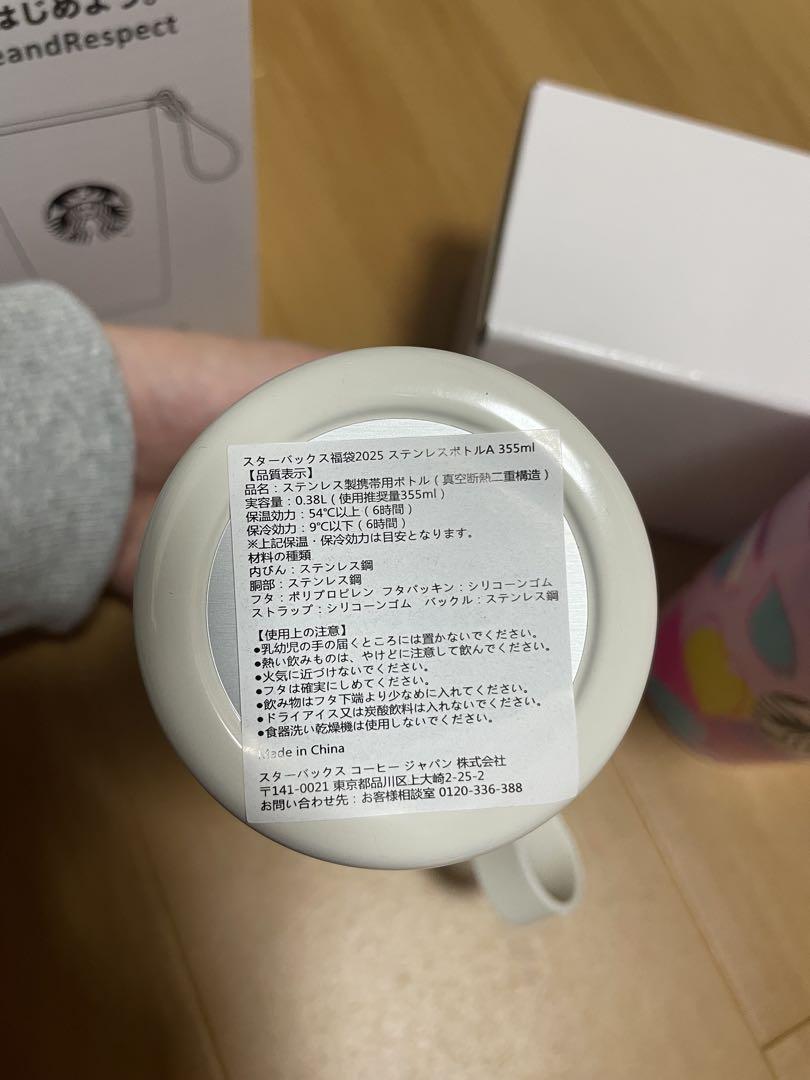 はじめよう。
eandRespect
スターバックス福袋2025 ステンレスボトルA 355ml
【品質表示】
品名：ステンレス製携帯用ボトル（真空断熱二重構造）
実容量：0.38L（使用推奨量355ml）
保温効力：54℃以上（6時間）
保冷効力：9℃以下（6時間）
※上記保温・保冷効力は目安となります。
材料の種類
内びん：ステンレス鋼
胴部：ステンレス鋼
フタ：ポリプロピレン フタパッキン：シリコーンゴム
ストラップ：シリコーンゴム バックル：ステンレス鋼
【使用上の注意】
●乳幼児の手の届くところには置かないでください。
●熱い飲みものは、やけどに注意して飲んでください。
●火気に近づけないでください。
●フタは確実にしめてください。
●飲み物はフタ下端より少なめに入れてください。
●ドライアイス又は炭酸飲料は入れないでください。
●食器洗い乾燥機は使用しないでください。
Made in China
スターバックス コーヒー ジャパン 株式会社
〒141-0021 東京都品川区上大崎2-25-2
お問い合わせ先：お客様相談室 0120-336-388